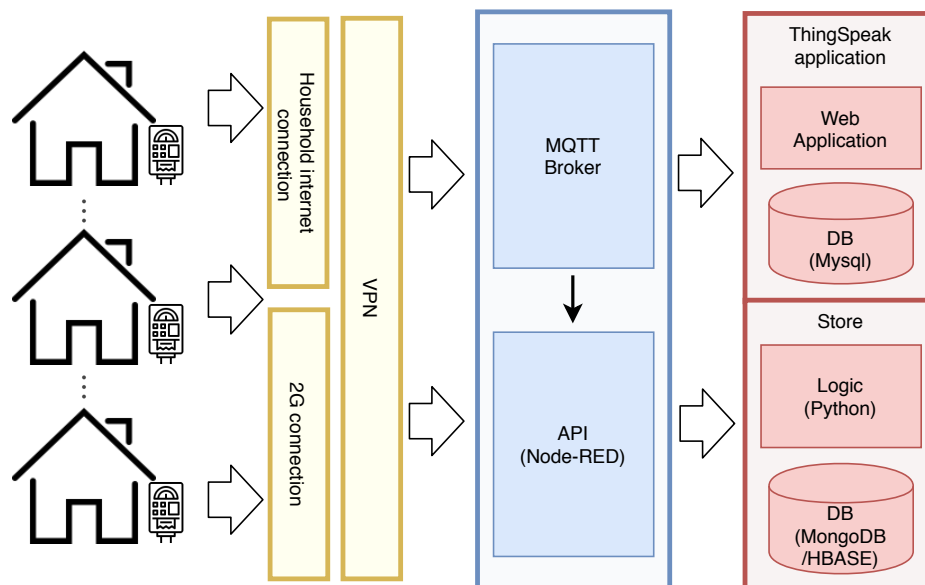 Household internet
connection
2G connection
VPN
MQTT
Broker
API
(Node-RED)
ThingSpeak
application
Web
Application
DB
(Mysql)
Store
Logic
(Python)
DB
(MongoDB
/HBASE)